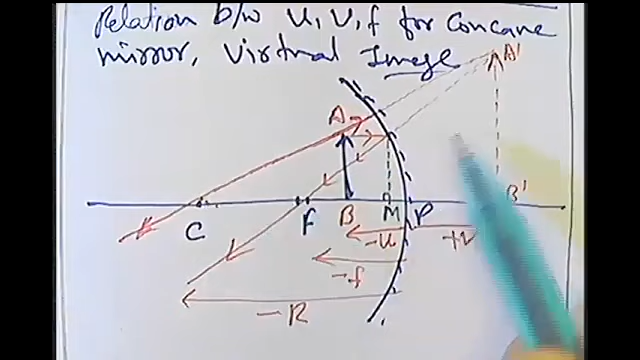 Relation b/w u, v, f for Concave
mirror, Virtual Image
A'
A
C F B M P B'
-u +v
-f
-R